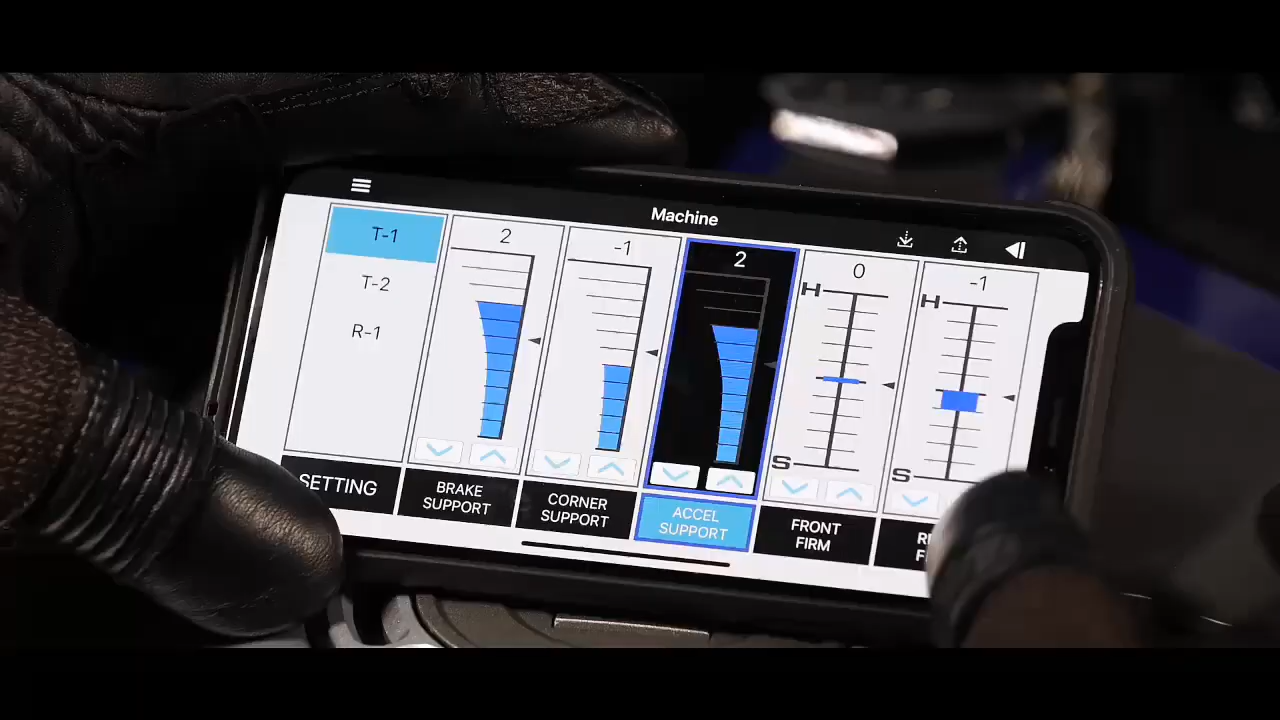 Machine
T-1
T-2
R-1
2
-1
2
0
-1
H
H
S
S
SETTING
BRAKE
SUPPORT
CORNER
SUPPORT
ACCEL
SUPPORT
FRONT
FIRM